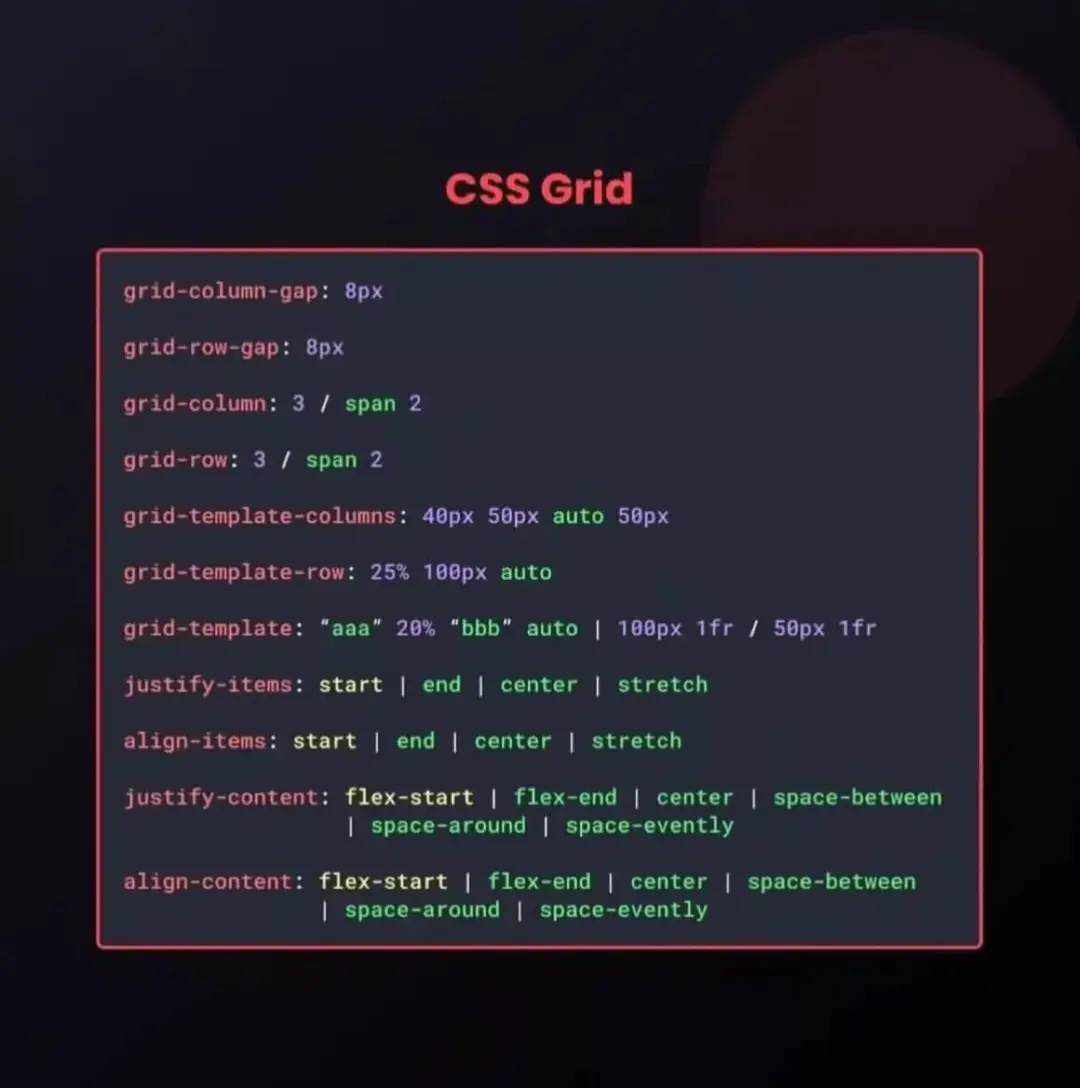 CSS Grid
grid-column-gap: 8px
grid-row-gap: 8px
grid-column: 3 / span 2
grid-row: 3 / span 2
grid-template-columns: 40px 50px auto 50px
grid-template-row: 25% 100px auto
grid-template: “aaa” 20% “bbb” auto | 100px 1fr / 50px 1fr
justify-items: start | end | center | stretch
align-items: start | end | center | stretch
justify-content: flex-start | flex-end | center | space-between
| space-around | space-evently
align-content: flex-start | flex-end | center | space-between
| space-around | space-evently